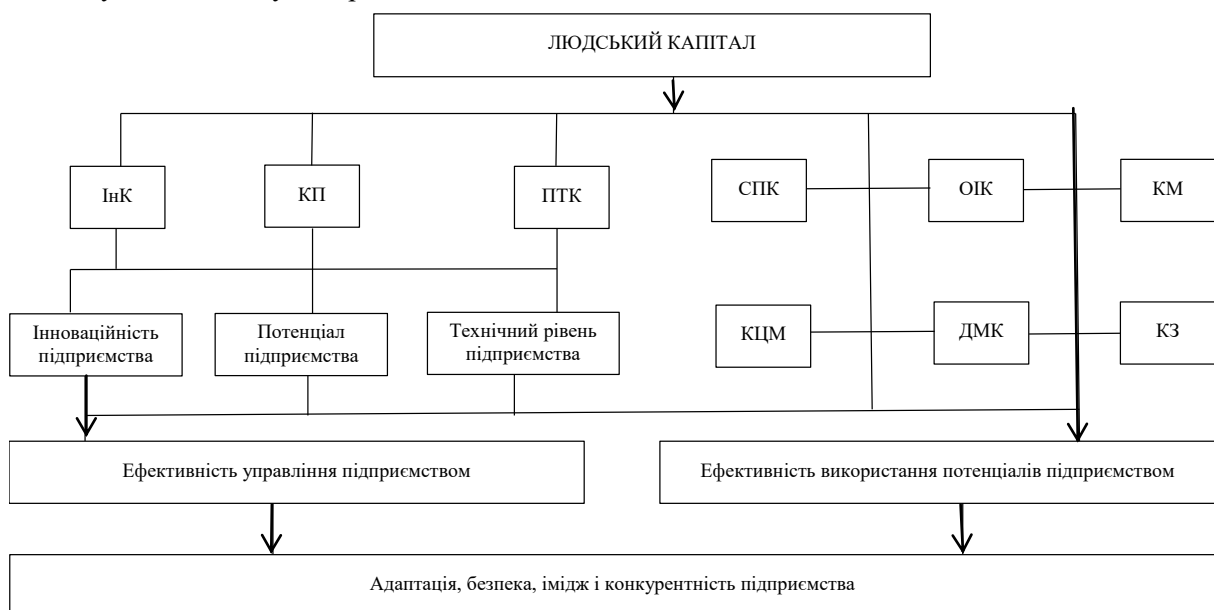 ЛЮДСЬКИЙ КАПІТАЛ
ІнК
КП
ПТК
СПК
ОІК
КМ
Інноваційність
підприємства
Потенціал
підприємства
Технічний рівень
підприємства
КЦМ
ДМК
КЗ
Ефективність управління підприємством
Ефективність використання потенціалів підприємством
Адаптація, безпека, імідж і конкурентність підприємства